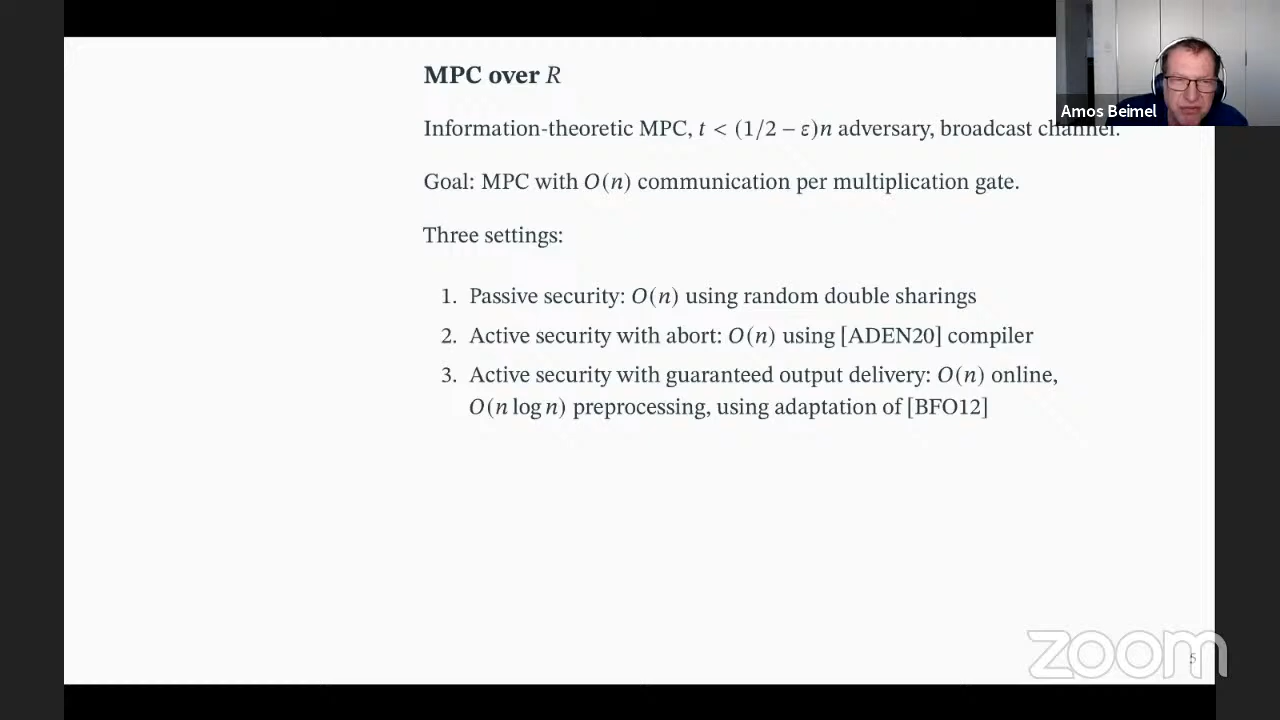 MPC over R
Information-theoretic MPC, t < (1/2 − ε)n adversary, broadcast channel.
Goal: MPC with O(n) communication per multiplication gate.
Three settings:
1. Passive security: O(n) using random double sharings
2. Active security with abort: O(n) using [ADEN20] compiler
3. Active security with guaranteed output delivery: O(n) online,
O(n log n) preprocessing, using adaptation of [BFO12]
Amos Beimel
zoom
5